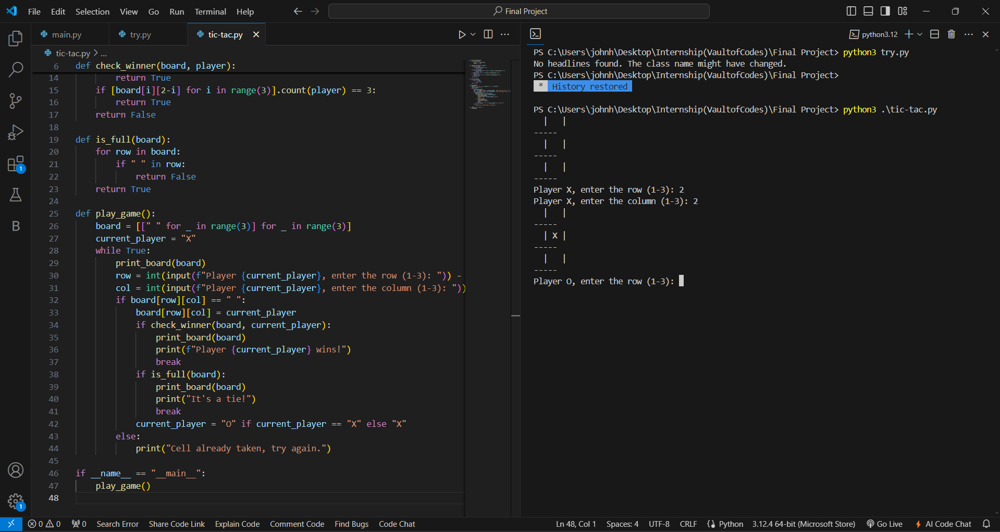 File Edit Selection View Go Run Terminal Help
Final Project
main.py
try.py
tic-tac.py
tic-tac.py > ...
6 def check_winner(board, player):
14 return True
15 if [board[i][2-i] for i in range(3)].count(player) == 3:
16 return True
17 return False
18
19 def is_full(board):
20 for row in board:
21 if " " in row:
22 return False
23 return True
24
25 def play_game():
26 board = [[" " for _ in range(3)] for _ in range(3)]
27 current_player = "X"
28 while True:
29 print_board(board)
30 row = int(input(f"Player {current_player}, enter the row (1-3): ")) -
31 col = int(input(f"Player {current_player}, enter the column (1-3): "))
32 if board[row][col] == " ":
33 board[row][col] = current_player
34 if check_winner(board, current_player):
35 print_board(board)
36 print(f"Player {current_player} wins!")
37 break
38 if is_full(board):
39 print_board(board)
40 print("It's a tie!")
41 break
42 current_player = "O" if current_player == "X" else "X"
43 else:
44 print("Cell already taken, try again.")
45
46 if __name__ == "__main__":
47 play_game()
48
python3.12
PS C:\Users\johnh\Desktop\Internship(VaultofCodes)\Final Project> python3 try.py
No headlines found. The class name might have changed.
PS C:\Users\johnh\Desktop\Internship(VaultofCodes)\Final Project>
* History restored
PS C:\Users\johnh\Desktop\Internship(VaultofCodes)\Final Project> python3 .\tic-tac.py
| |
-----
| |
-----
| |
-----
Player X, enter the row (1-3): 2
Player X, enter the column (1-3): 2
| |
-----
| X |
-----
| |
-----
Player O, enter the row (1-3):
1
B
1
0 0 0 Search Error Share Code Link Explain Code Comment Code Find Bugs Code Chat Ln 48, Col 1 Spaces: 4 UTF-8 CRLF Python 3.12.4 64-bit (Microsoft Store) Go Live AI Code Chat